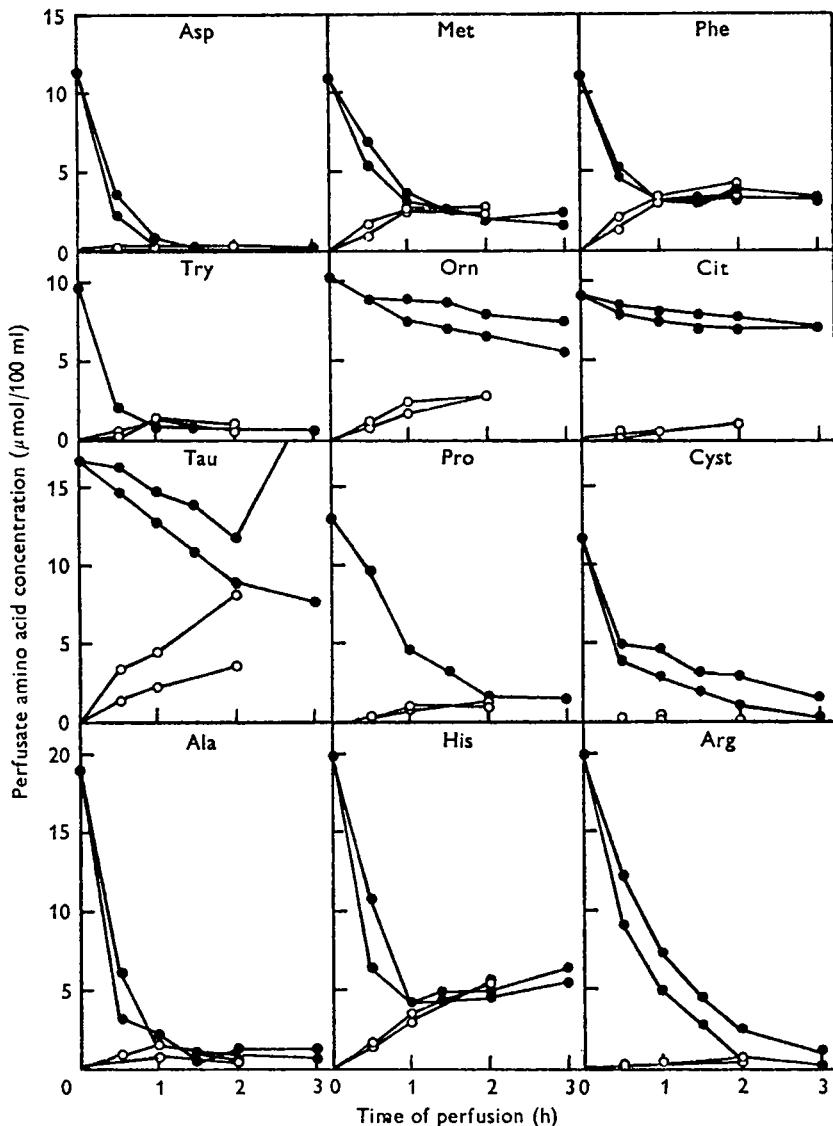 Asp Met Phe
15
10
5
0
Try Orn Cit
10
5
0
Tau Pro Cyst
15
10
5
0
Ala His Arg
20
15
10
5
0 1 2 3 0 1 2 3 0 1 2 3
Time of perfusion (h)
Perfusate amino acid concentration (μmol/100 ml)